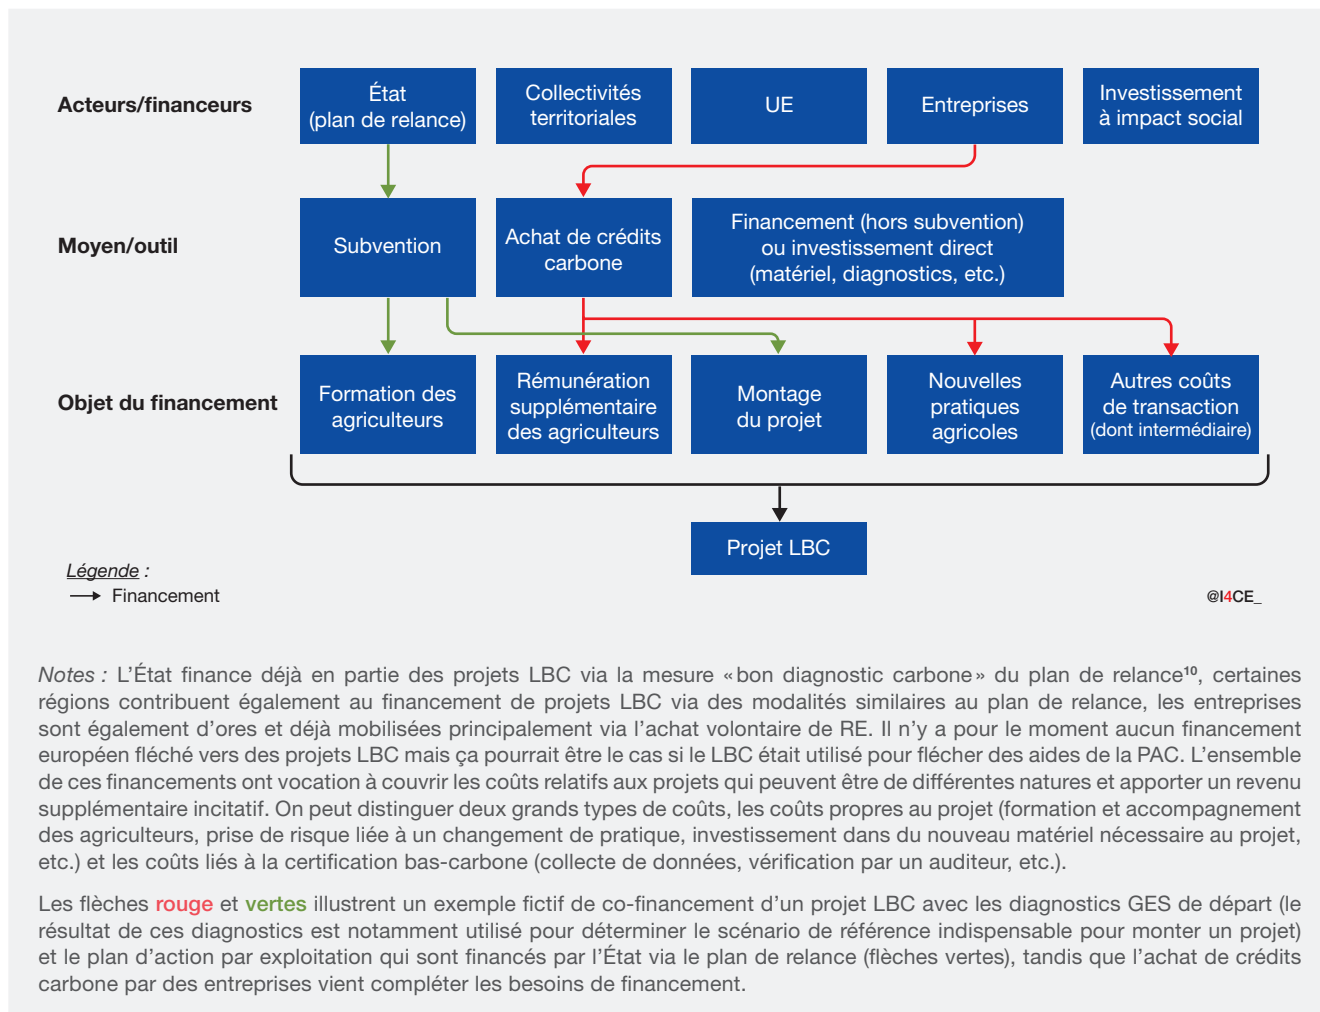 Acteurs/financeurs
État
(plan de relance)
Collectivités
territoriales
UE
Entreprises
Investissement
à impact social
Moyen/outil
Subvention
Achat de crédits
carbone
Financement (hors subvention)
ou investissement direct
(matériel, diagnostics, etc.)
Objet du financement
Formation des
agriculteurs
Rémunération
supplémentaire
des agriculteurs
Montage
du projet
Nouvelles
pratiques
agricoles
Autres coûts
de transaction
(dont intermédiaire)
Projet LBC
Légende :
Financement
@I4CE_
Notes : L'État finance déjà en partie des projets LBC via la mesure « bon diagnostic carbone » du plan de relance¹⁰, certaines
régions contribuent également au financement de projets LBC via des modalités similaires au plan de relance, les entreprises
sont également d'ores et déjà mobilisées principalement via l'achat volontaire de RE. Il n'y a pour le moment aucun financement
européen fléché vers des projets LBC mais ça pourrait être le cas si le LBC était utilisé pour flécher des aides de la PAC. L'ensemble
de ces financements ont vocation à couvrir les coûts relatifs aux projets qui peuvent être de différentes natures et apporter un revenu
supplémentaire incitatif. On peut distinguer deux grands types de coûts, les coûts propres au projet (formation et accompagnement
des agriculteurs, prise de risque liée à un changement de pratique, investissement dans du nouveau matériel nécessaire au projet,
etc.) et les coûts liés à la certification bas-carbone (collecte de données, vérification par un auditeur, etc.).
Les flèches rouge et vertes illustrent un exemple fictif de co-financement d'un projet LBC avec les diagnostics GES de départ (le
résultat de ces diagnostics est notamment utilisé pour déterminer le scénario de référence indispensable pour monter un projet)
et le plan d'action par exploitation qui sont financés par l'État via le plan de relance (flèches vertes), tandis que l'achat de crédits
carbone par des entreprises vient compléter les besoins de financement.